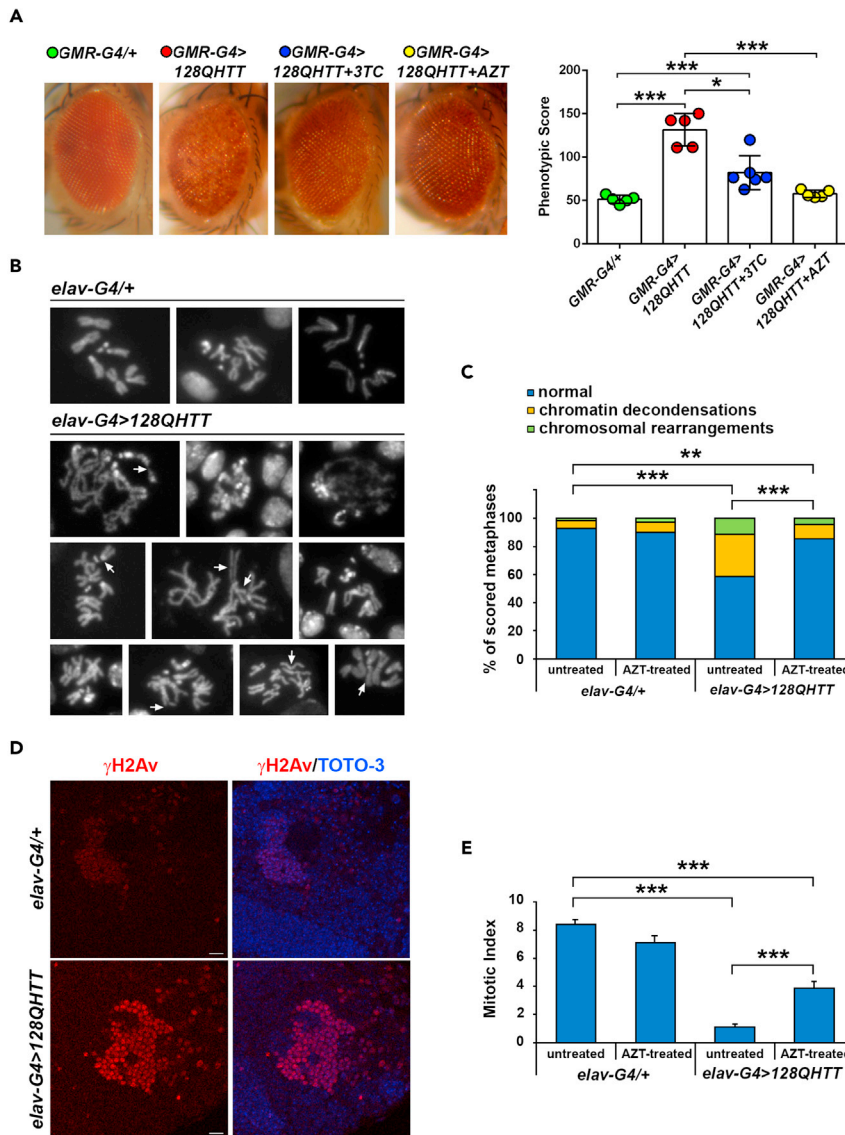 A
GMR-G4/+
GMR-G4>
128QHTT
GMR-G4>
128QHTT+3TC
GMR-G4>
128QHTT+AZT
***
***
***
*
200
150
100
50
0
Phenotypic Score
GMR-G4/+
GMR-G4>
128QHTT
GMR-G4>
128QHTT+3TC
GMR-G4>
128QHTT+AZT
B
elav-G4/+
elav-G4>128QHTT
C
normal
chromatin decondensations
chromosomal rearrangements
**
***
***
100
80
60
40
20
0
% of scored metaphases
untreated
AZT-treated
untreated
AZT-treated
elav-G4/+
elav-G4>128QHTT
D
γH2Av
γH2Av/TOTO-3
elav-G4/+
elav-G4>128QHTT
E
***
***
***
10
8
6
4
2
0
Mitotic Index
untreated
AZT-treated
untreated
AZT-treated
elav-G4/+
elav-G4>128QHTT